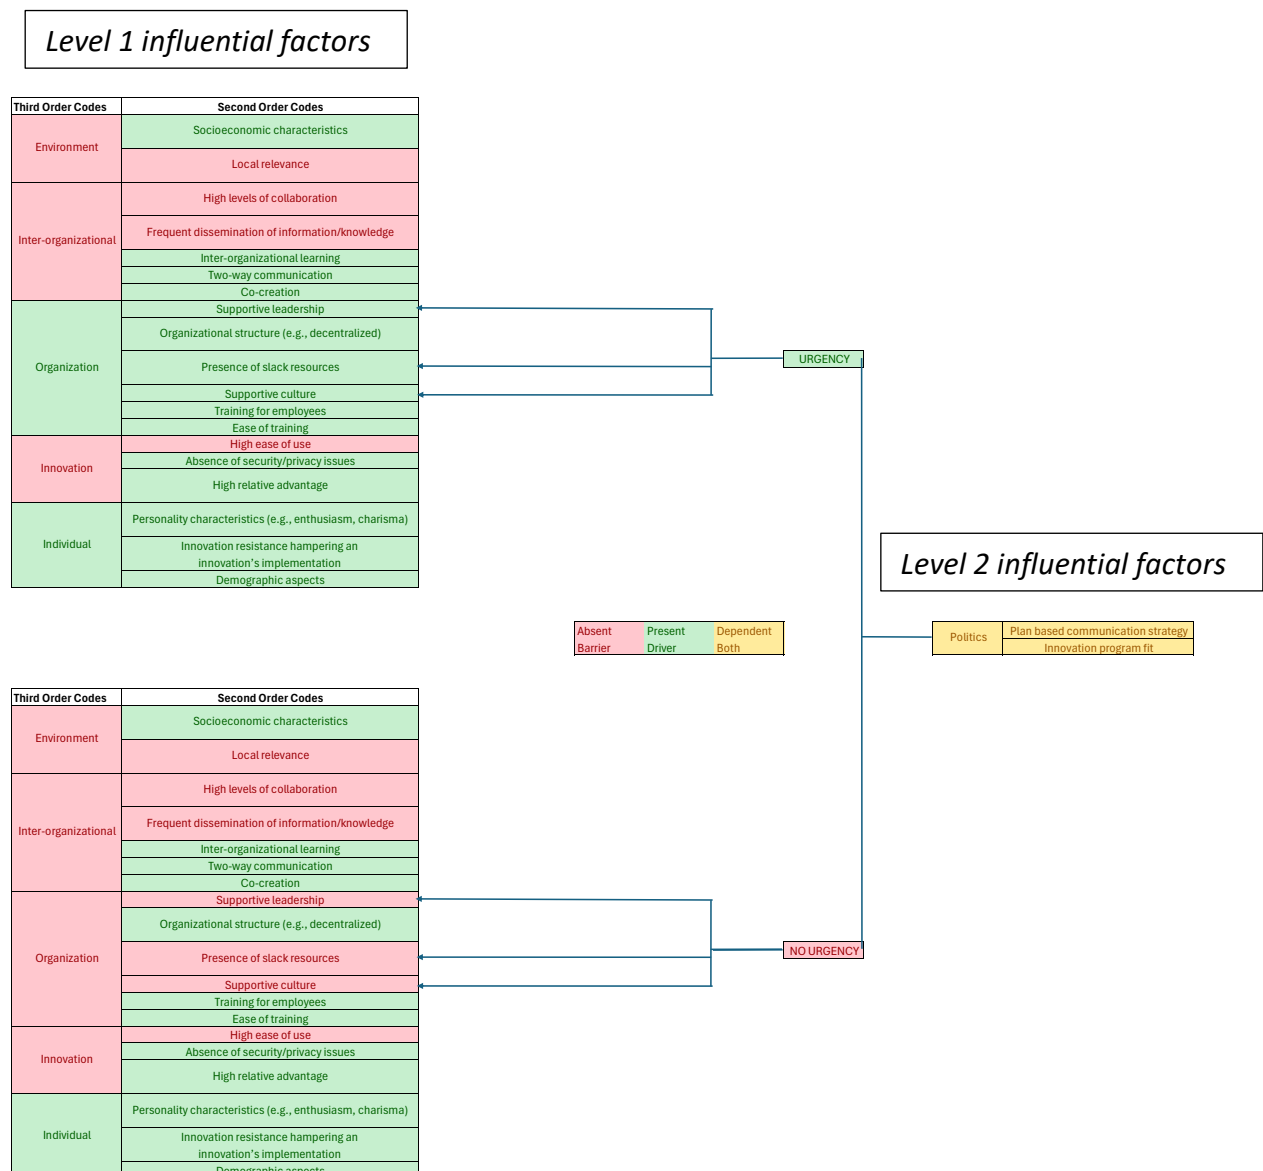 Level 1 influential factors
Third Order Codes Second Order Codes
Environment
Socioeconomic characteristics
Local relevance
Inter-organizational
High levels of collaboration
Frequent dissemination of information/knowledge
Inter-organizational learning
Two-way communication
Co-creation
Organization
Supportive leadership
Organizational structure (e.g., decentralized)
Presence of slack resources
Supportive culture
Training for employees
Ease of training
Innovation
High ease of use
Absence of security/privacy issues
High relative advantage
Individual
Personality characteristics (e.g., enthusiasm, charisma)
Innovation resistance hampering an
innovation's implementation
Demographic aspects
URGENCY
Level 2 influential factors
Absent Present Dependent
Barrier Driver Both
Politics
Plan based communication strategy
Innovation program fit
Third Order Codes Second Order Codes
Environment
Socioeconomic characteristics
Local relevance
Inter-organizational
High levels of collaboration
Frequent dissemination of information/knowledge
Inter-organizational learning
Two-way communication
Co-creation
Organization
Supportive leadership
Organizational structure (e.g., decentralized)
Presence of slack resources
Supportive culture
Training for employees
Ease of training
NO URGENCY
Innovation
High ease of use
Absence of security/privacy issues
High relative advantage
Individual
Personality characteristics (e.g., enthusiasm, charisma)
Innovation resistance hampering an
innovation's implementation
Demographic aspects